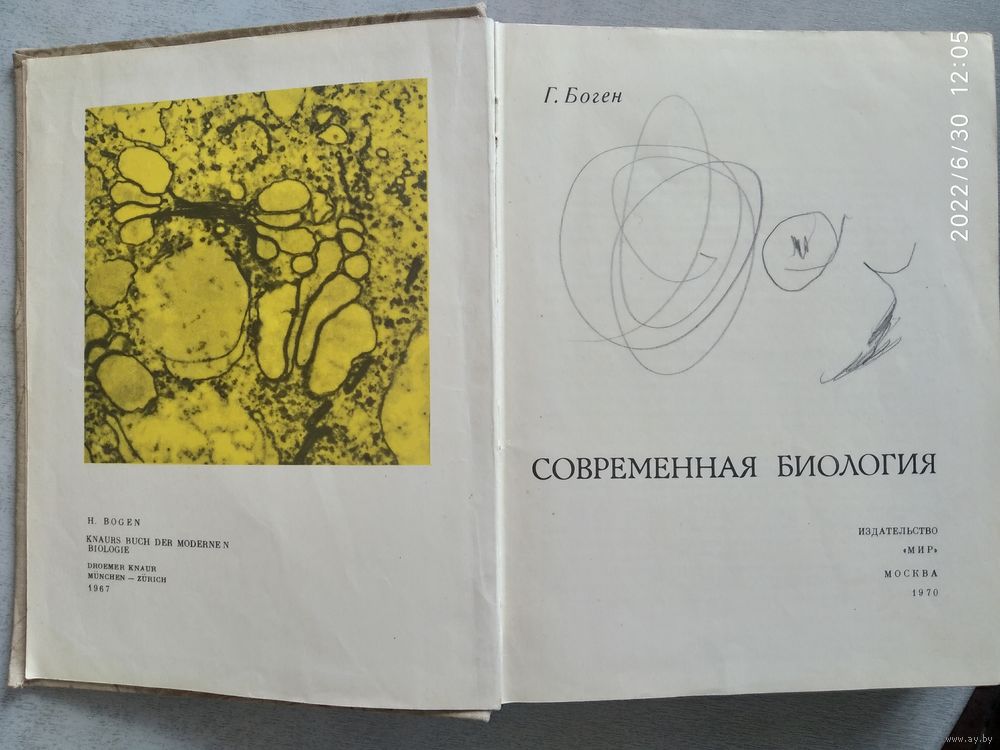 H. BOGEN
KNAURS BUCH DER MODERNEN
BIOLOGIE
DROEMER KNAUR
MÜNCHEN — ZÜRICH
1967
Г. Боген
СОВРЕМЕННАЯ БИОЛОГИЯ
ИЗДАТЕЛЬСТВО
«МИР»
МОСКВА
1970
2022/6/30 12:05
www.ay.by